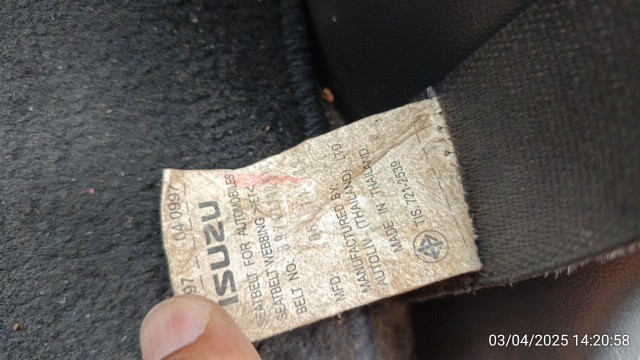 97
04 0997
ISUZU
SEATBELT FOR AUTOMOBILES
SEATBELT WEBBING
BELT NO.
MFD.
MANUFACTURED BY.
AUTOLIV (THAILAND) LTD.
MADE IN THAILAND
TIS 721-2539
03/04/2025 14:20:58